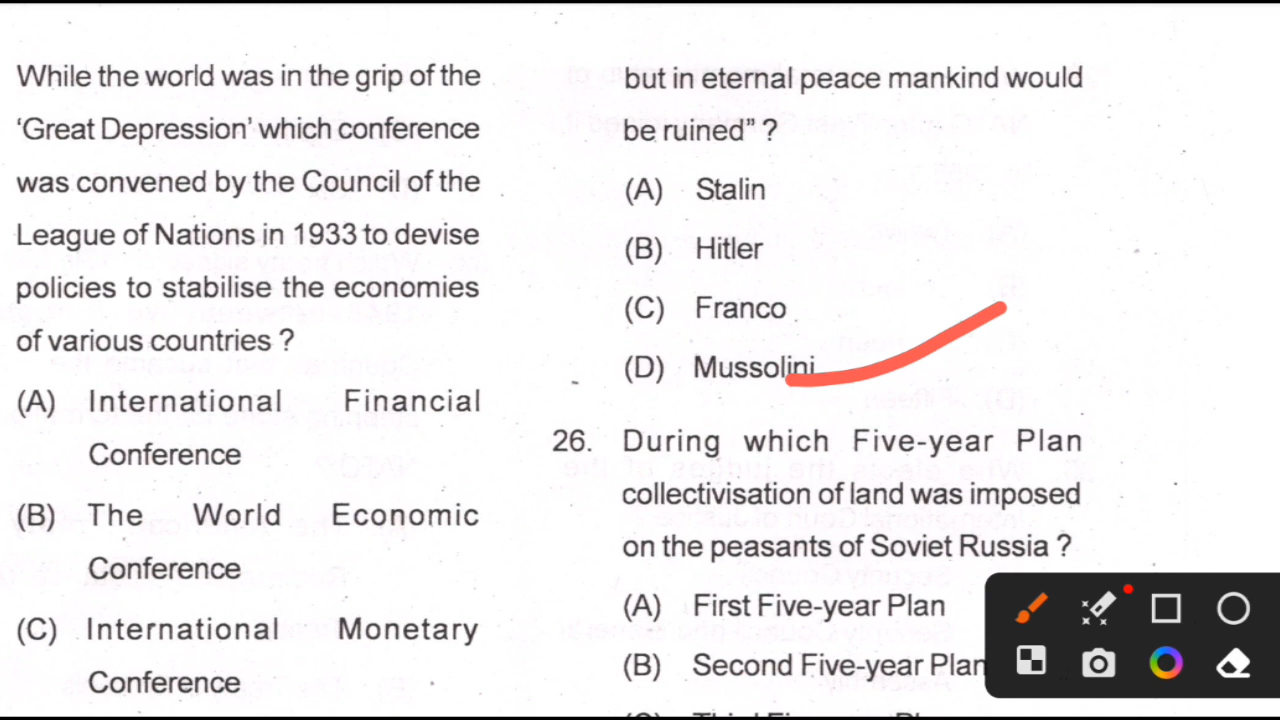 While the world was in the grip of the
‘Great Depression’ which conference
was convened by the Council of the
League of Nations in 1933 to devise
policies to stabilise the economies
of various countries ?
(A) International Financial
Conference
(B) The World Economic
Conference
(C) International Monetary
Conference
but in eternal peace mankind would
be ruined” ?
(A) Stalin
(B) Hitler
(C) Franco
(D) Mussolini
26. During which Five-year Plan
collectivisation of land was imposed
on the peasants of Soviet Russia ?
(A) First Five-year Plan
(B) Second Five-year Plan